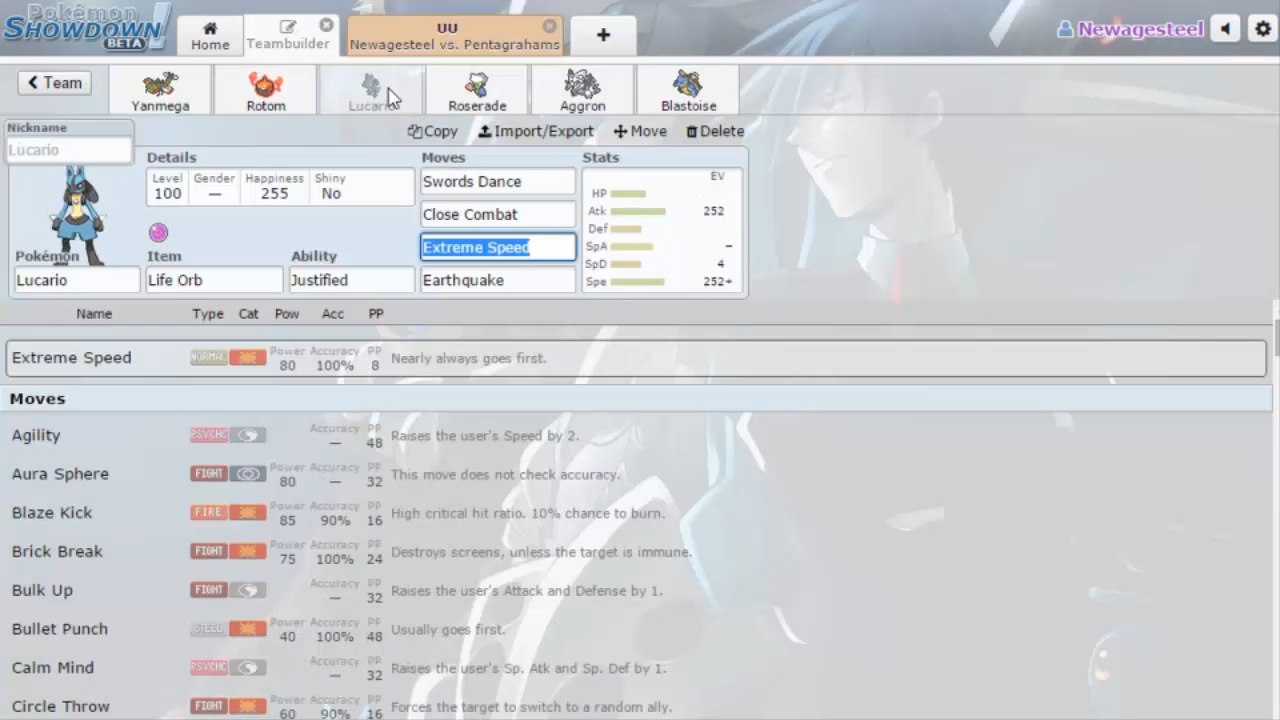 Pokémon
SHOWDOWN!
BETA
Home
Teambuilder
UU
Newagesteel vs. Pentagrahams
+
Newagesteel
Team
Yanmega
Rotom
Lucario
Roserade
Aggron
Blastoise
Nickname
Lucario
Copy
Import/Export
Move
Delete
Details
Level Gender Happiness Shiny
100 — 255 No
Pokémon
Lucario
Item
Life Orb
Ability
Justified
Moves
Swords Dance
Close Combat
Extreme Speed
Earthquake
Stats
EV
HP
Atk 252
Def
SpA –
SpD 4
Spe 252+
Name Type Cat Pow Acc PP
Extreme Speed NORMAL Power 80 Accuracy 100% PP 8 Nearly always goes first.
Moves
Agility PSYCHC Accuracy — PP 48 Raises the user's Speed by 2.
Aura Sphere FIGHT Power 80 Accuracy — PP 32 This move does not check accuracy.
Blaze Kick FIRE Power 85 Accuracy 90% PP 16 High critical hit ratio. 10% chance to burn.
Brick Break FIGHT Power 75 Accuracy 100% PP 24 Destroys screens, unless the target is immune.
Bulk Up FIGHT Accuracy — PP 32 Raises the user's Attack and Defense by 1.
Bullet Punch STEEL Power 40 Accuracy 100% PP 48 Usually goes first.
Calm Mind PSYCHC Accuracy — PP 32 Raises the user's Sp. Atk and Sp. Def by 1.
Circle Throw FIGHT Power 60 Accuracy 90% PP 16 Forces the target to switch to a random ally.